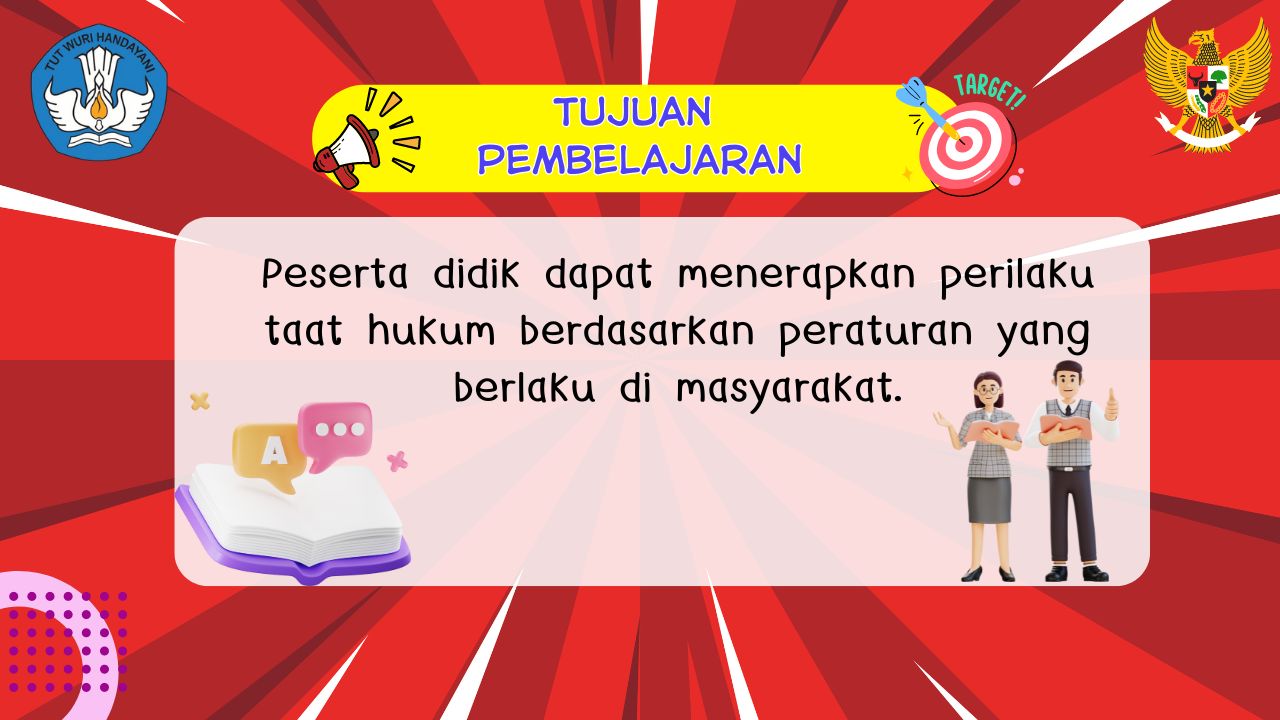 TUT WURI HANDAYANI
TARGET!
TUJUAN
PEMBELAJARAN
Peserta didik dapat menerapkan perilaku
taat hukum berdasarkan peraturan yang
berlaku di masyarakat.
A